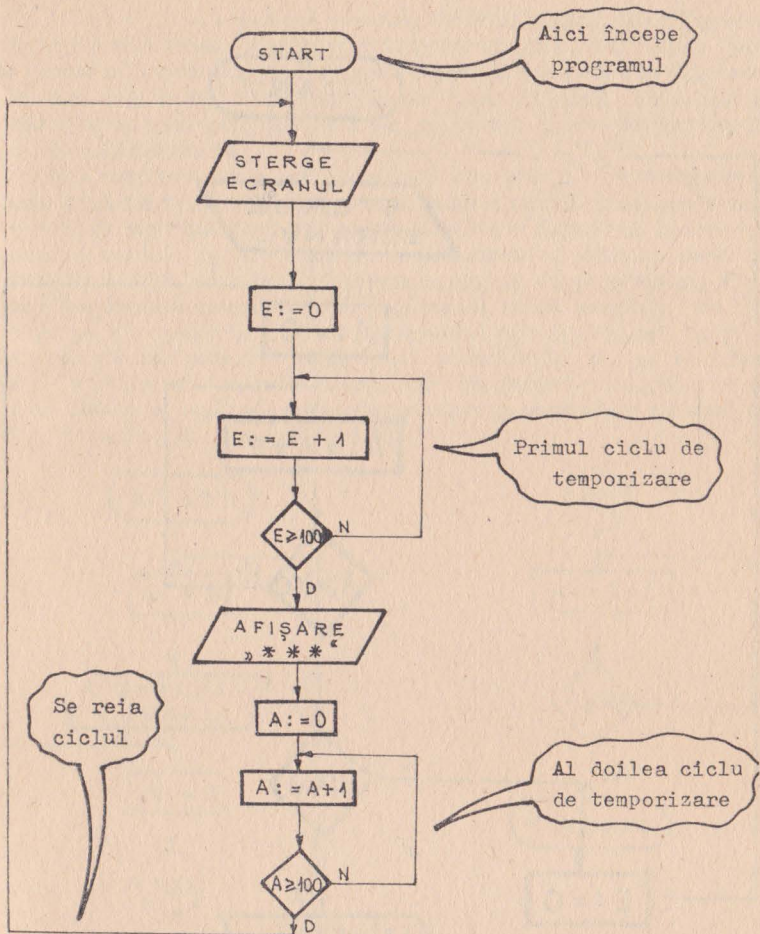 START
Aici începe
programul
STERGE
ECRANUL
E:=0
E:= E + 1
Primul ciclu de
temporizare
E≥100
N
D
AFIȘARE
„ * * * “
Se reia
ciclul
A:=0
A:=A+1
Al doilea ciclu
de temporizare
A≥100
N
D